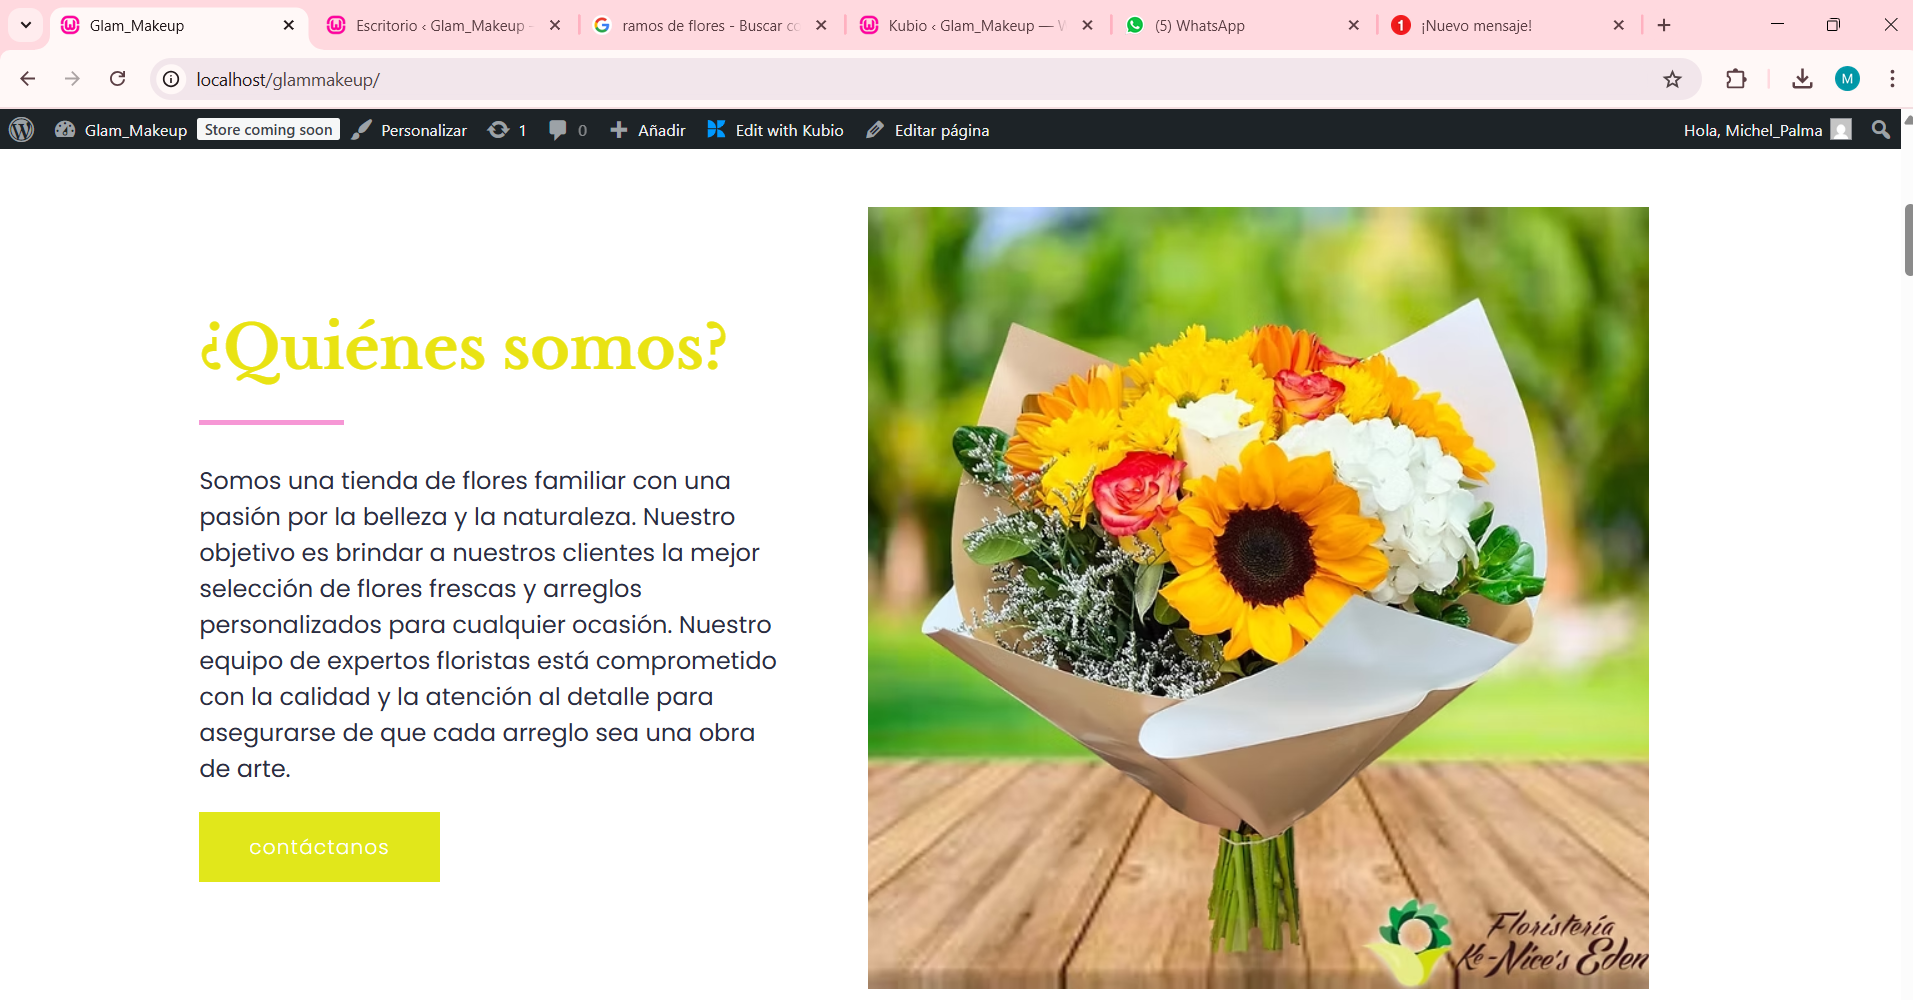 Glam_Makeup
Escritorio ‹ Glam_Makeup -
ramos de flores - Buscar co
Kubio ‹ Glam_Makeup — W
(5) WhatsApp
1 ¡Nuevo mensaje!
localhost/glammakeup/
M
Glam_Makeup Store coming soon Personalizar 1 0 Añadir Edit with Kubio Editar página Hola, Michel_Palma
¿Quiénes somos?
Somos una tienda de flores familiar con una
pasión por la belleza y la naturaleza. Nuestro
objetivo es brindar a nuestros clientes la mejor
selección de flores frescas y arreglos
personalizados para cualquier ocasión. Nuestro
equipo de expertos floristas está comprometido
con la calidad y la atención al detalle para
asegurarse de que cada arreglo sea una obra
de arte.
contáctanos
Floristería
Ke-Nice's Eden